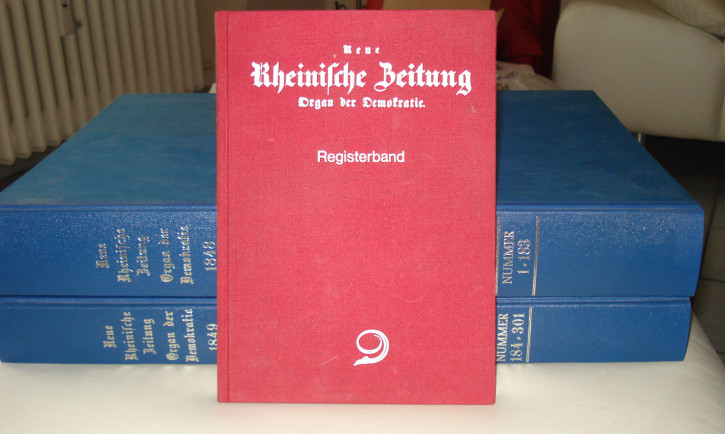 Neue
Rheinische Zeitung
Organ der Demokratie.
Registerband
Neue
Rheinische
Zeitung
Organ der
Demokratie
1848
NUMMER
1-183
Neue
Rheinische
Zeitung
Organ der
Demokratie
1849
NUMMER
184-301